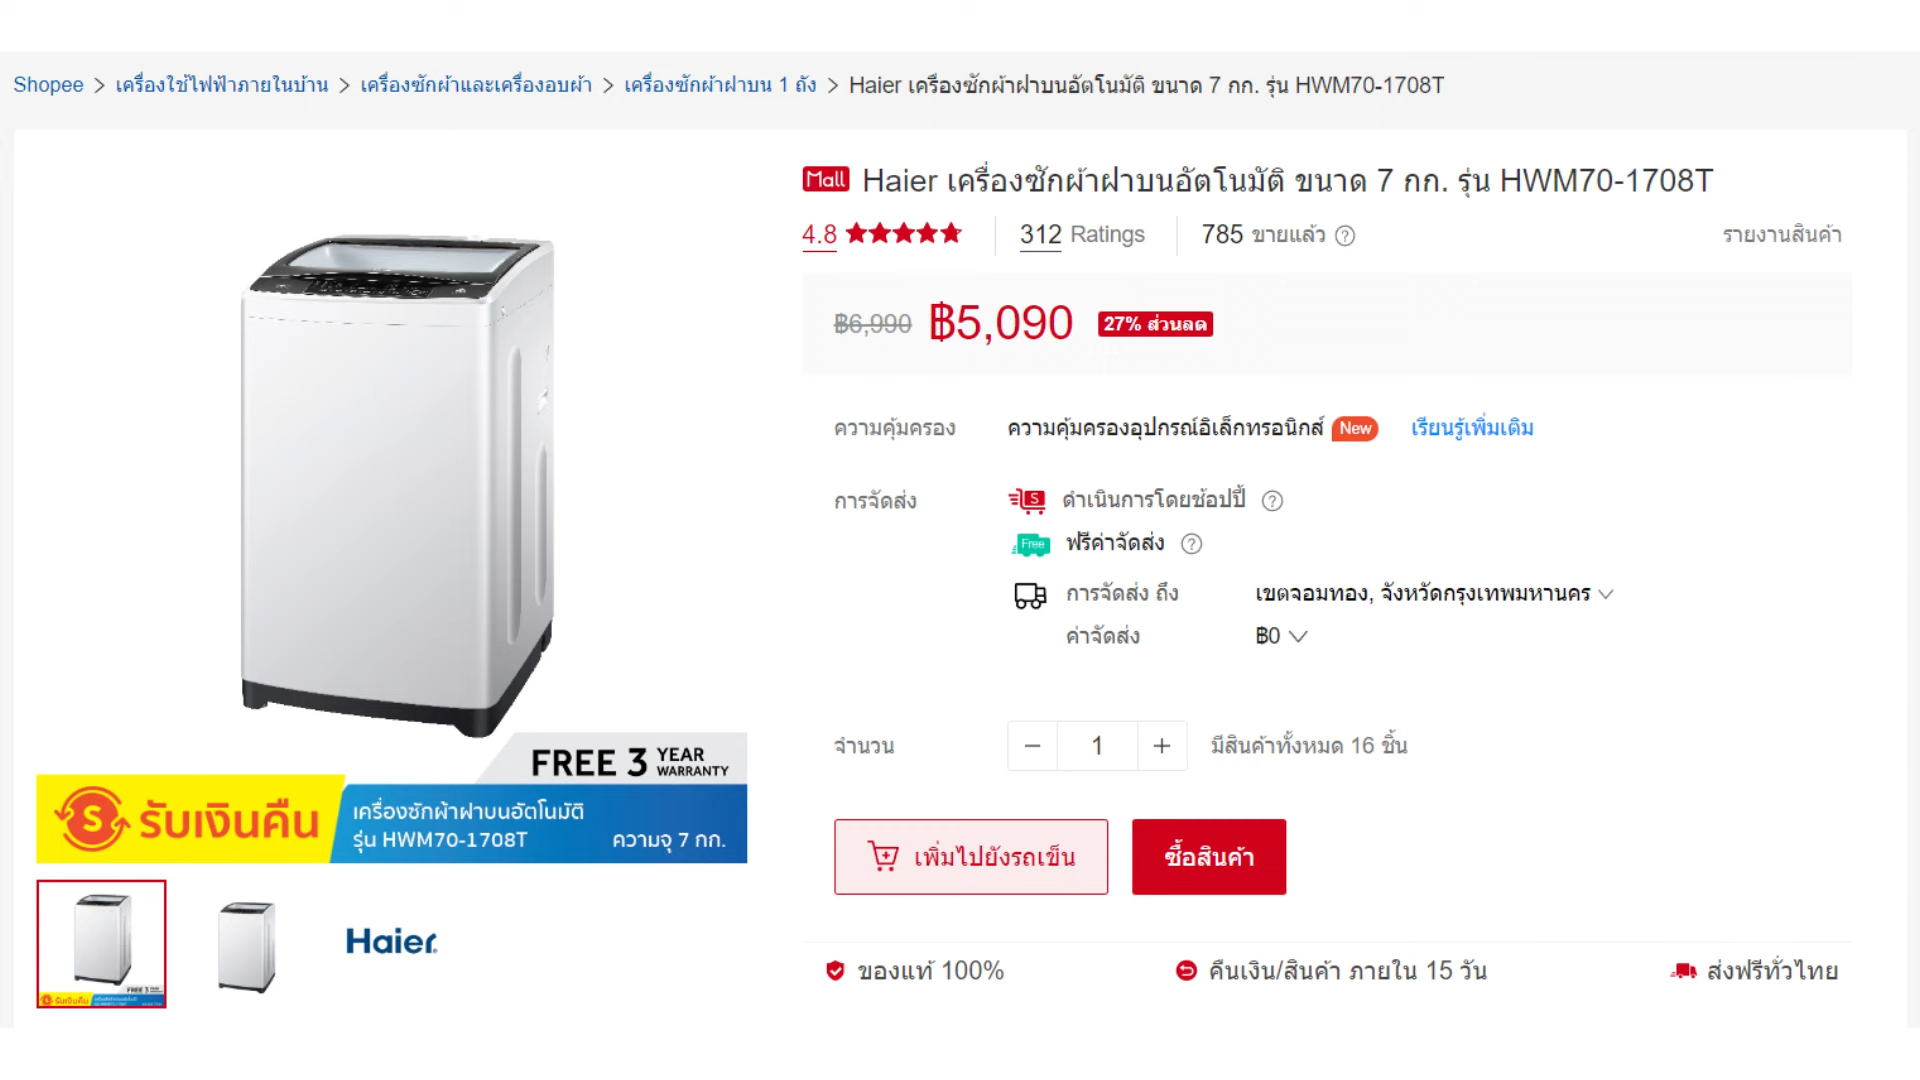 Shopee > เครื่องใช้ไฟฟ้าภายในบ้าน > เครื่องซักผ้าและเครื่องอบผ้า > เครื่องซักผ้าฝาบน 1 ถัง > Haier เครื่องซักผ้าฝาบนอัตโนมัติ ขนาด 7 กก. รุ่น HWM70-1708T
Mall Haier เครื่องซักผ้าฝาบนอัตโนมัติ ขนาด 7 กก. รุ่น HWM70-1708T
4.8 312 Ratings 785 ขายแล้ว ? รายงานสินค้า
฿6,990 ฿5,090 27% ส่วนลด
ความคุ้มครอง ความคุ้มครองอุปกรณ์อิเล็กทรอนิกส์ New เรียนรู้เพิ่มเติม
การจัดส่ง S ดำเนินการโดยช้อปปี้ ?
Free ฟรีค่าจัดส่ง ?
การจัดส่ง ถึง เขตจอมทอง, จังหวัดกรุงเทพมหานคร
ค่าจัดส่ง ฿0
จำนวน − 1 + มีสินค้าทั้งหมด 16 ชิ้น
เพิ่มไปยังรถเข็น ซื้อสินค้า
ของแท้ 100% คืนเงิน/สินค้า ภายใน 15 วัน ส่งฟรีทั่วไทย
FREE 3 YEAR WARRANTY
S รับเงินคืน
เครื่องซักผ้าฝาบนอัตโนมัติ
รุ่น HWM70-1708T ความจุ 7 กก.
Haier